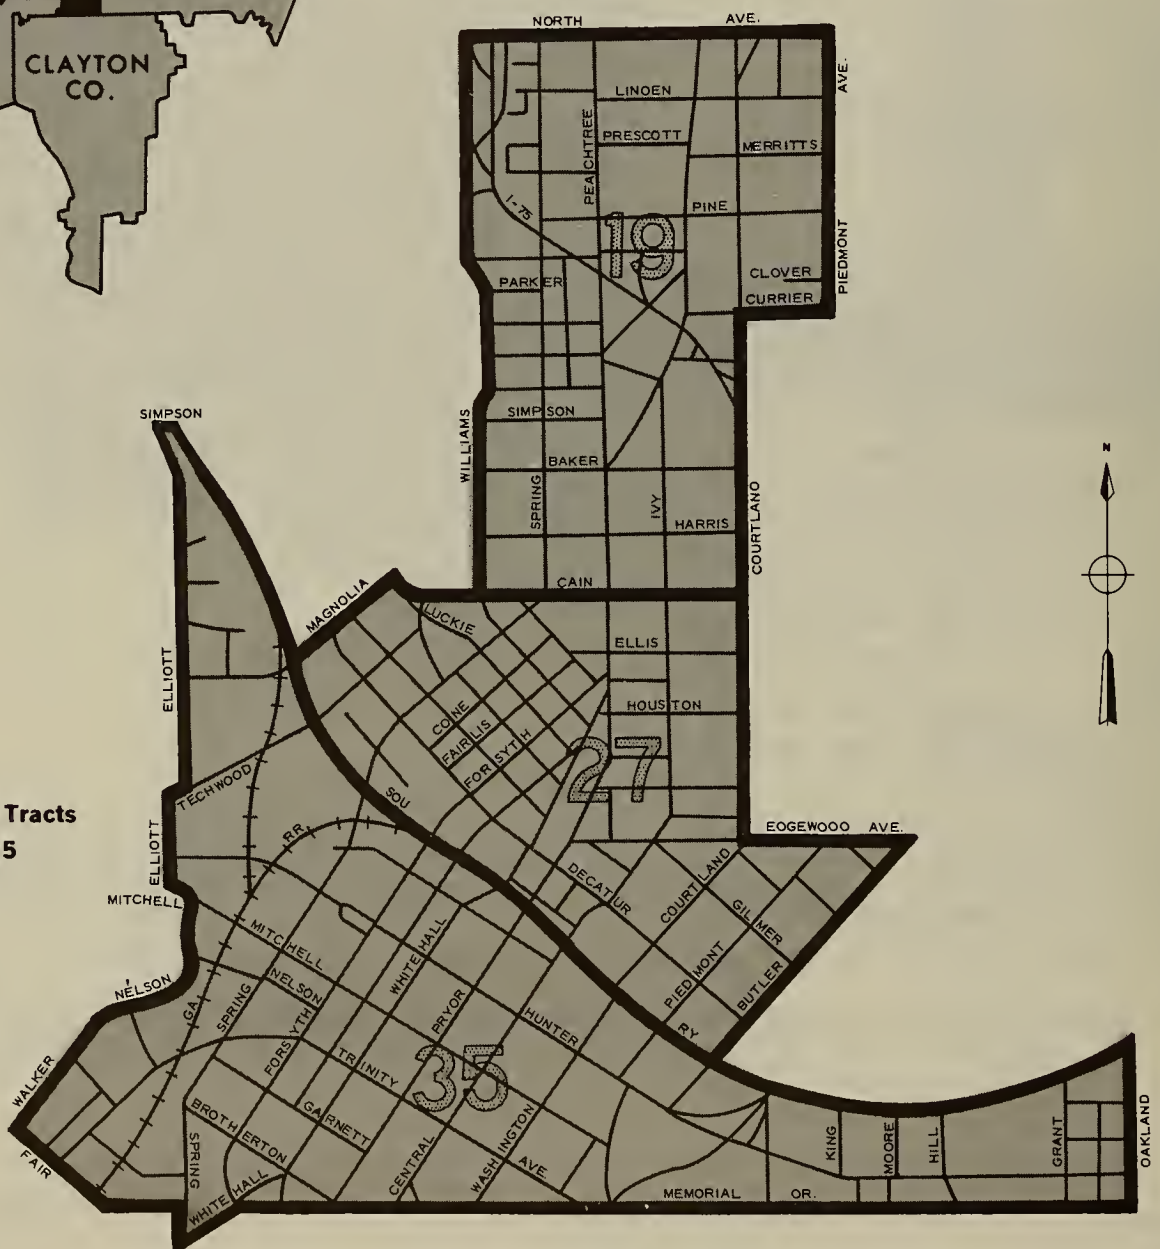 CLAYTON
CO.
NORTH AVE.
AVE.
LINOEN
PEACHTREE
PRESCOTT
MERRITTS
I-75
PINE
19
PIEDMONT
CLOVER
PARKER
CURRIER
SIMPSON
SIMPSON
WILLIAMS
BAKER
N
SPRING
IVY
HARRIS
COURTLANO
CAIN
MAGNOLIA
LUCKIE
ELLIS
ELLIOTT
HOUSTON
CONE
FAIRLIS
FORSYTH
27
TECHWOOD
SOU
Tracts
5
RR.
EOGEWOOO AVE.
ELLIOTT
DECATUR
COURTLAND
MITCHELL
GILMER
MITCHELL
WHITEHALL
PIEDMONT
BUTLER
NELSON
NELSON
GA
SPRING
PRYOR
HUNTER
RY
FORSYTH
TRINITY
35
WALKER
BROTHERTON
GARNETT
WASHINGTON
KING
MOORE
HILL
GRANT
OAKLAND
FAIR
SPRING
CENTRAL
AVE
WHITEHALL
MEMORIAL OR.